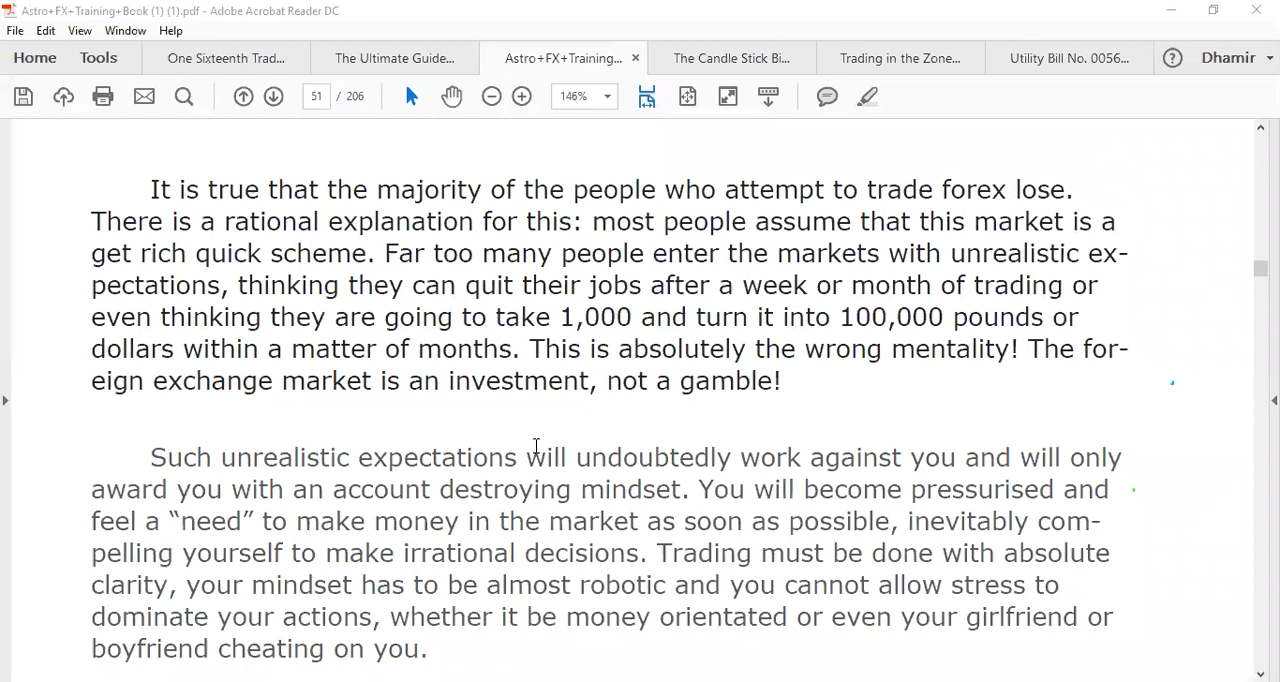 Astro+FX+Training+Book (1) (1).pdf - Adobe Acrobat Reader DC
File Edit View Window Help
Home Tools One Sixteenth Trad... The Ultimate Guide... Astro+FX+Training... × The Candle Stick Bi... Trading in the Zone... Utility Bill No. 0056... ? Dhamir
51 / 206 146%
It is true that the majority of the people who attempt to trade forex lose.
There is a rational explanation for this: most people assume that this market is a
get rich quick scheme. Far too many people enter the markets with unrealistic ex-
pectations, thinking they can quit their jobs after a week or month of trading or
even thinking they are going to take 1,000 and turn it into 100,000 pounds or
dollars within a matter of months. This is absolutely the wrong mentality! The for-
eign exchange market is an investment, not a gamble!
Such unrealistic expectations will undoubtedly work against you and will only
award you with an account destroying mindset. You will become pressurised and
feel a “need” to make money in the market as soon as possible, inevitably com-
pelling yourself to make irrational decisions. Trading must be done with absolute
clarity, your mindset has to be almost robotic and you cannot allow stress to
dominate your actions, whether it be money orientated or even your girlfriend or
boyfriend cheating on you.